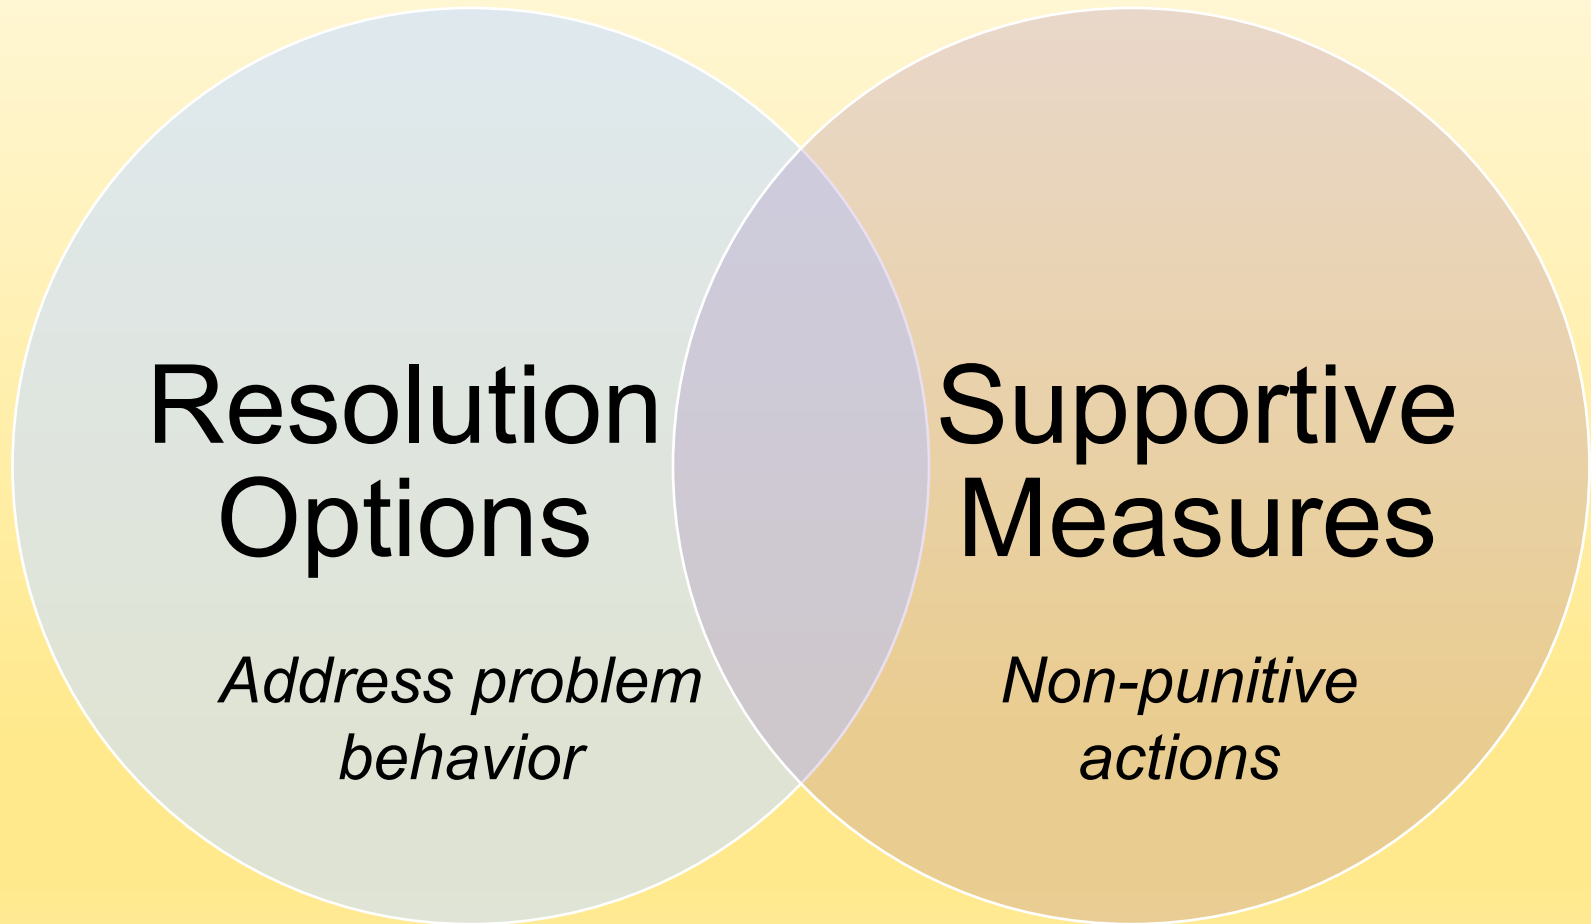 Resolution
Options
Address problem
behavior
Supportive
Measures
Non-punitive
actions